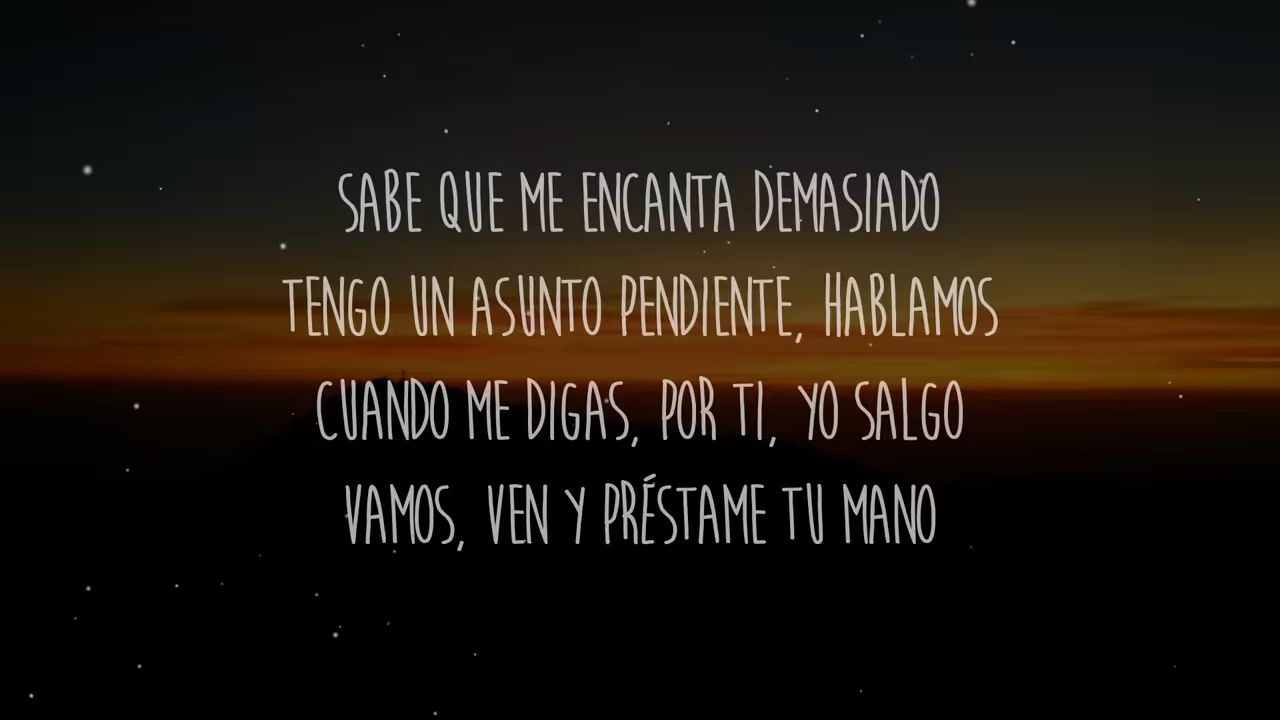 SABE QUE ME ENCANTA DEMASIADO
TENGO UN ASUNTO PENDIENTE, HABLAMOS
CUANDO ME DIGAS, POR TI, YO SALGO
VAMOS, VEN Y PRÉSTAME TU MANO